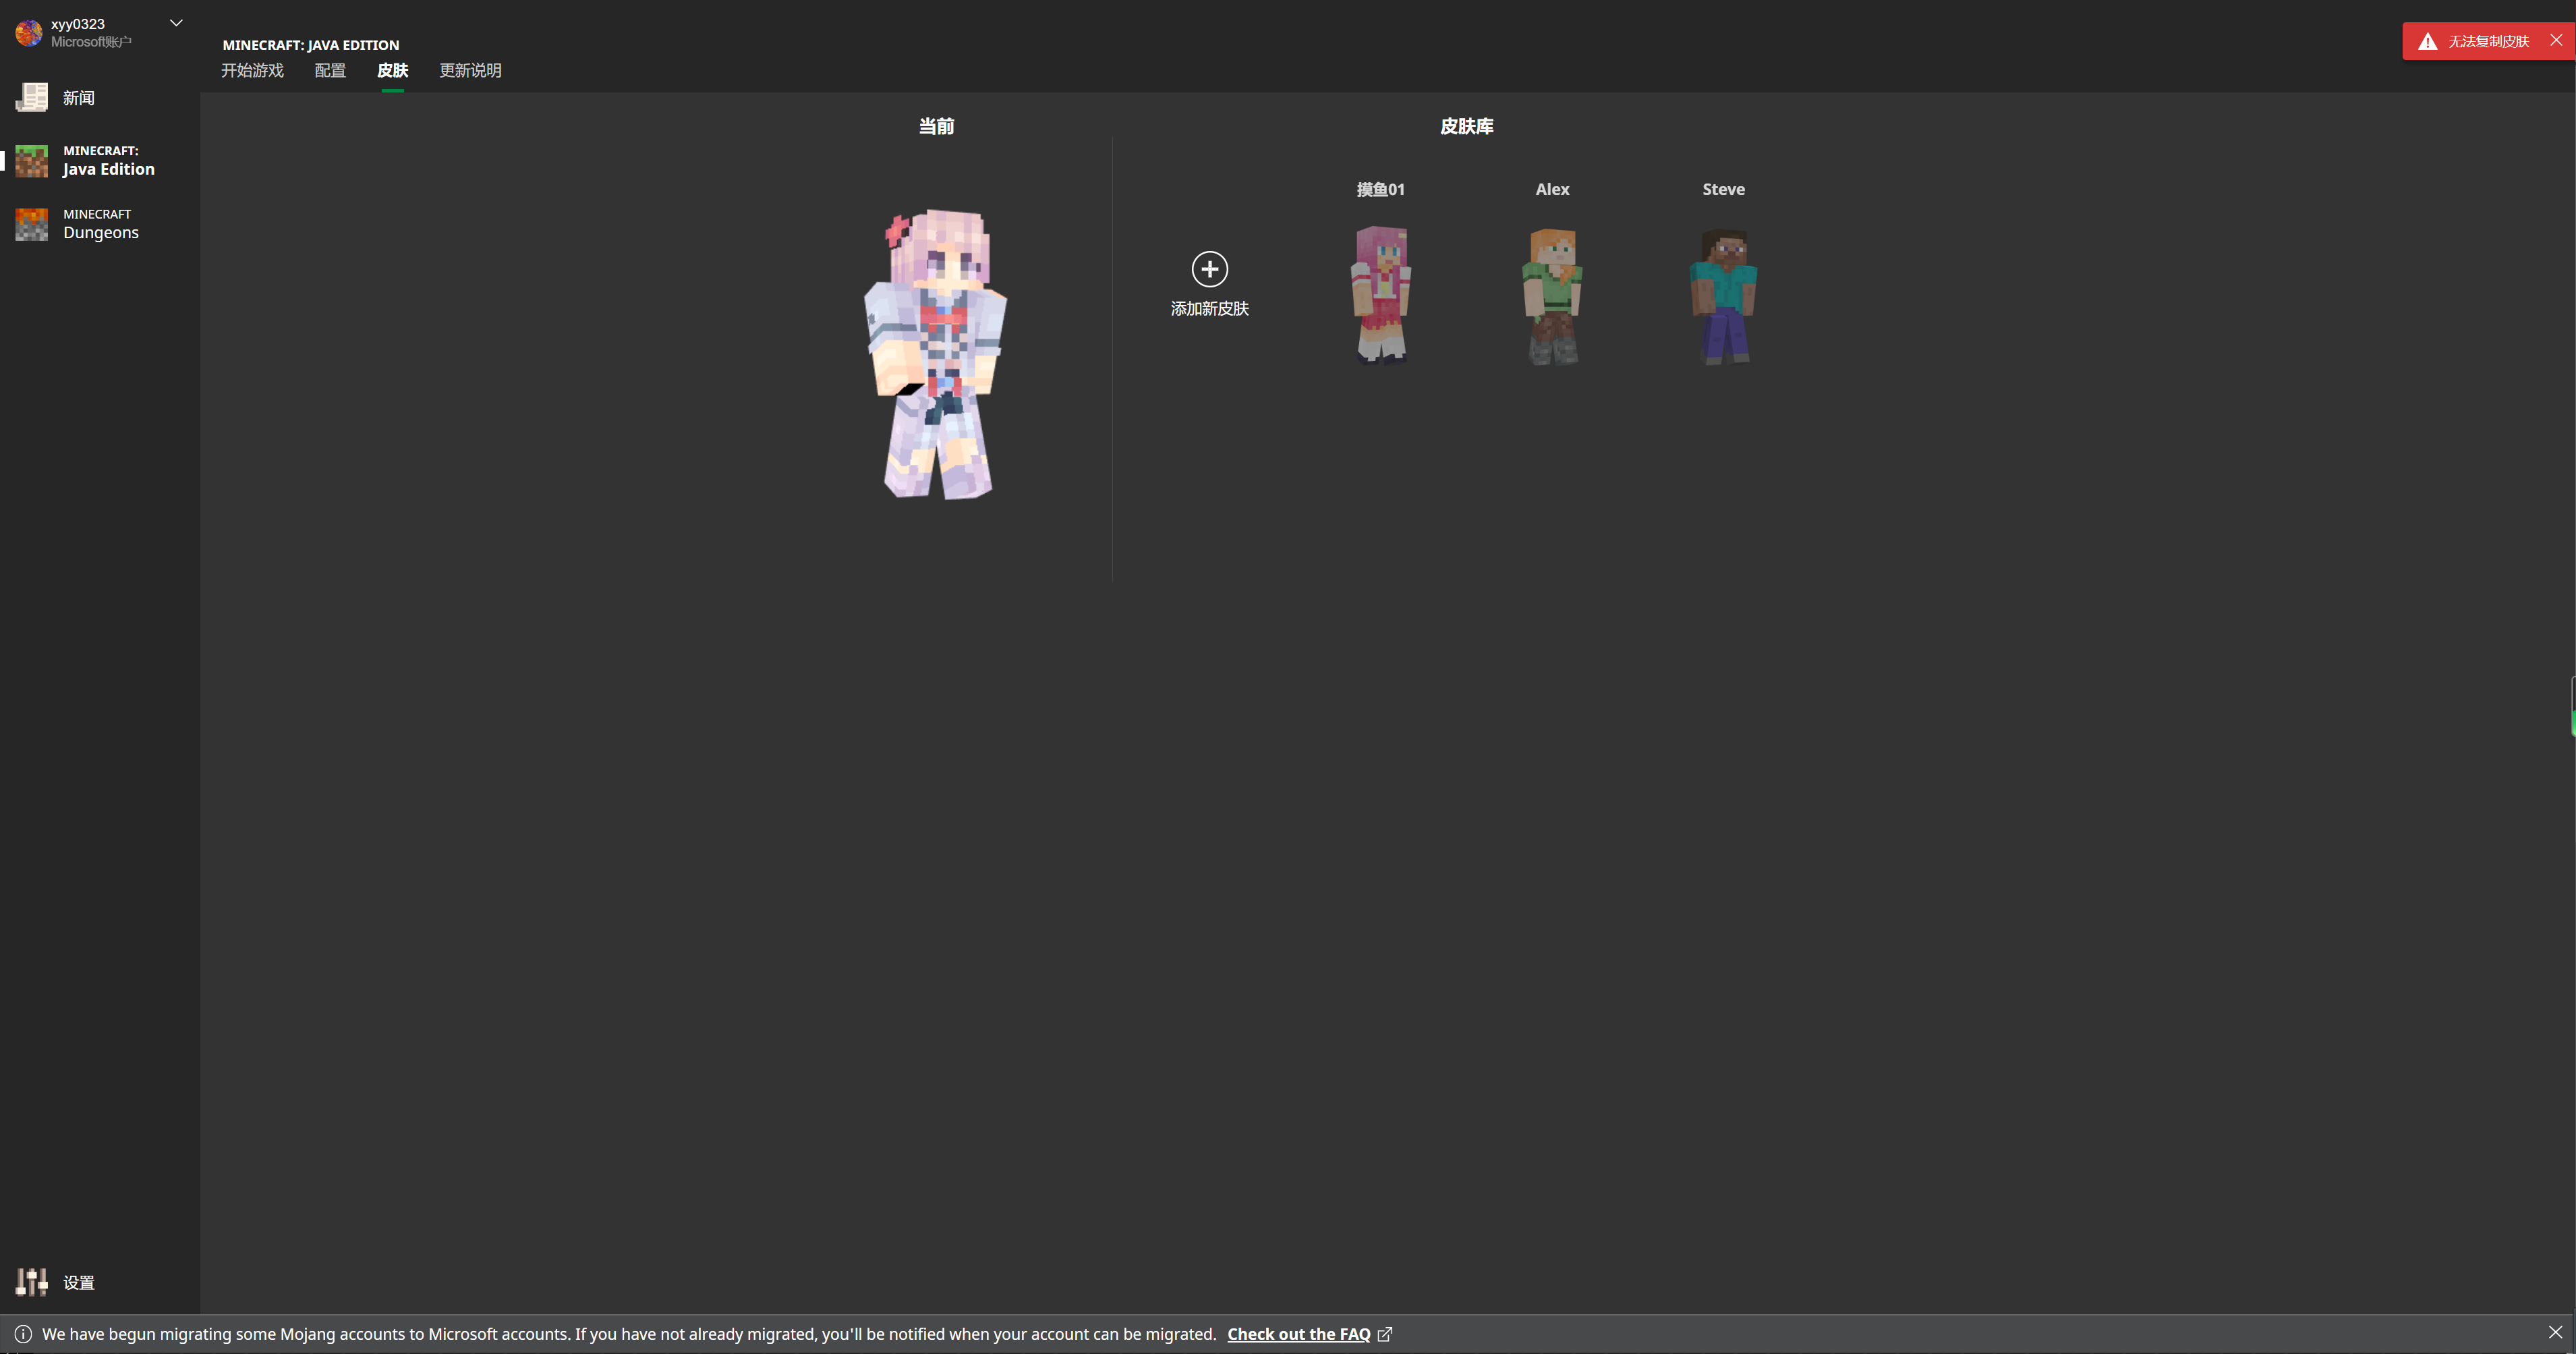 xyy0323
Microsoft账户
新闻
MINECRAFT:
Java Edition
MINECRAFT
Dungeons
设置
MINECRAFT: JAVA EDITION
开始游戏 配置 皮肤 更新说明
无法复制皮肤
当前
皮肤库
添加新皮肤
摸鱼01
Alex
Steve
We have begun migrating some Mojang accounts to Microsoft accounts. If you have not already migrated, you'll be notified when your account can be migrated. Check out the FAQ